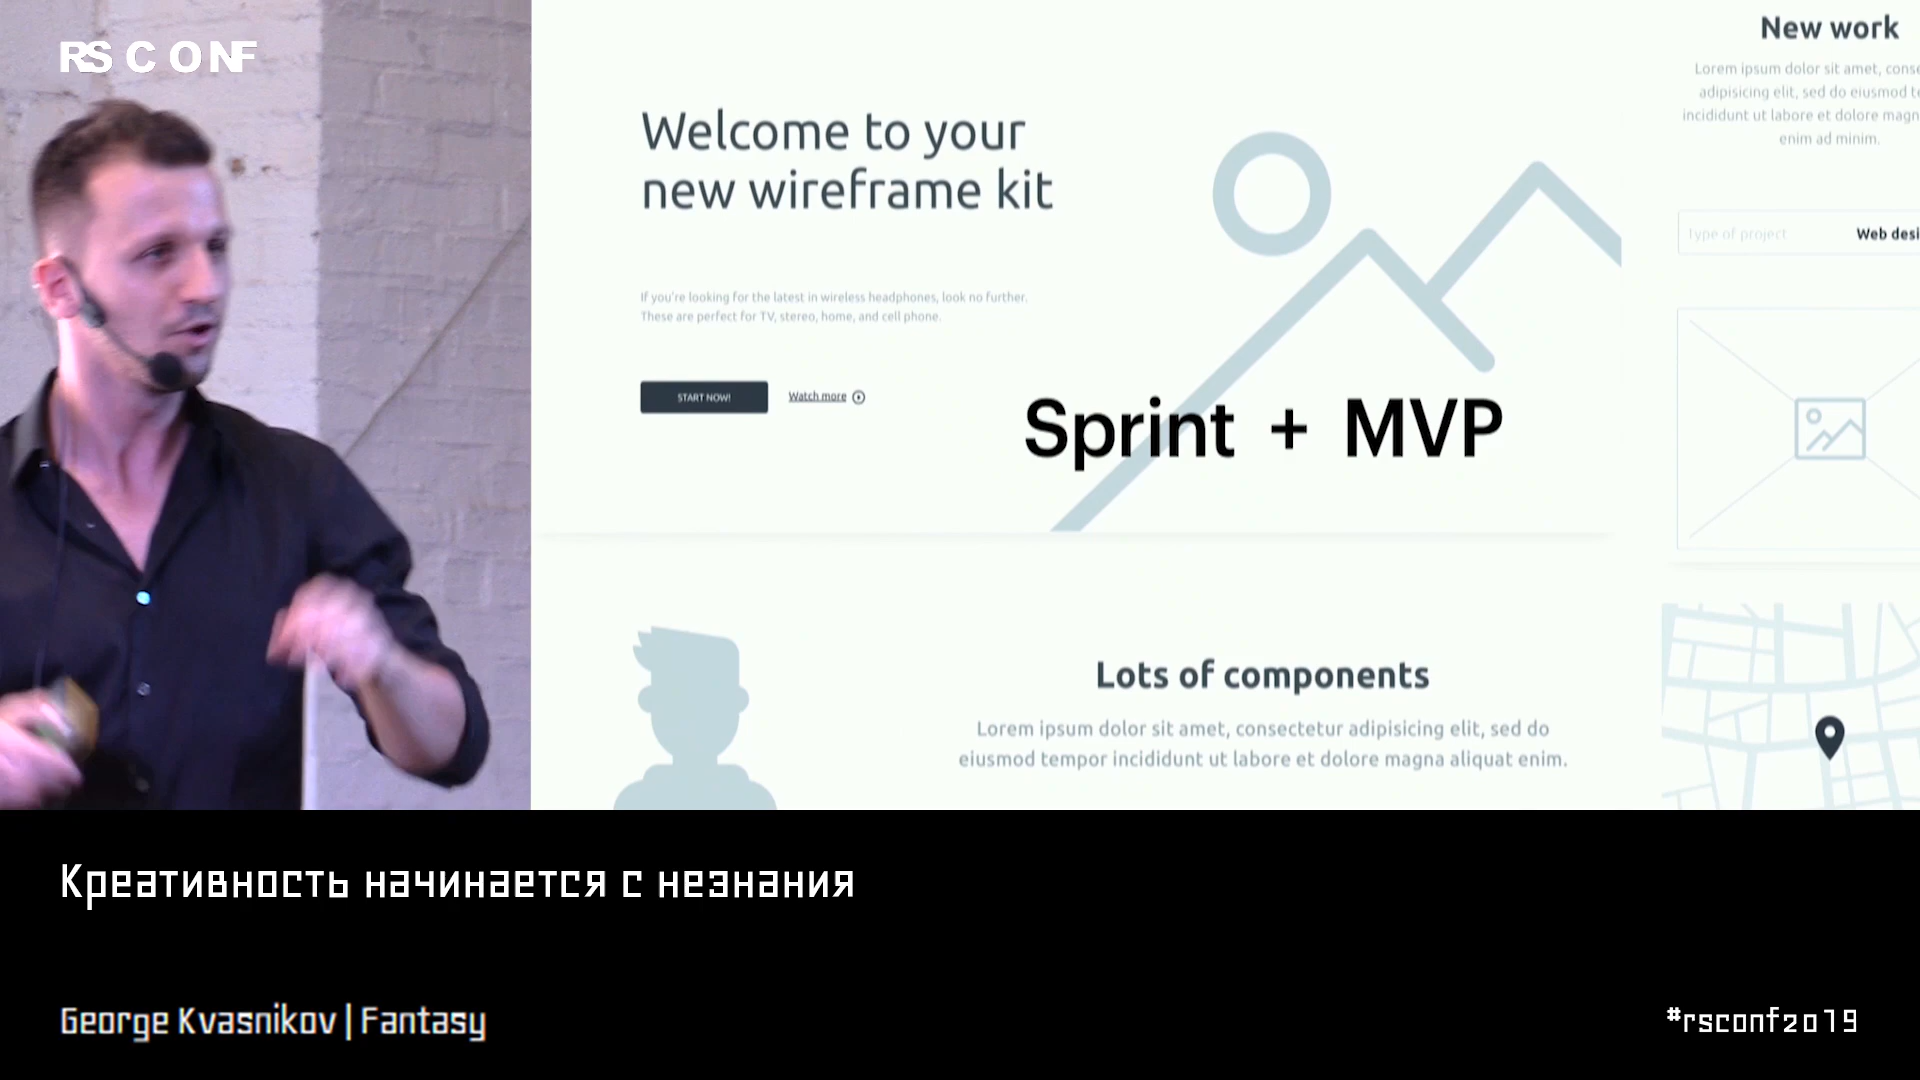 RS CONF
Welcome to your
new wireframe kit
If you're looking for the latest in wireless headphones, look no further.
These are perfect for TV, stereo, home, and cell phone.
START NOW!
Watch more
Sprint + MVP
Lots of components
Lorem ipsum dolor sit amet, consectetur adipisicing elit, sed do
eiusmod tempor incididunt ut labore et dolore magna aliquat enim.
New work
Lorem ipsum dolor sit amet, conse
adipisicing elit, sed do eiusmod te
incididunt ut labore et dolore magn
enim ad minim.
Type of project
Web desi
Креативность начинается с незнания
George Kvasnikov | Fantasy
#rsconf2019